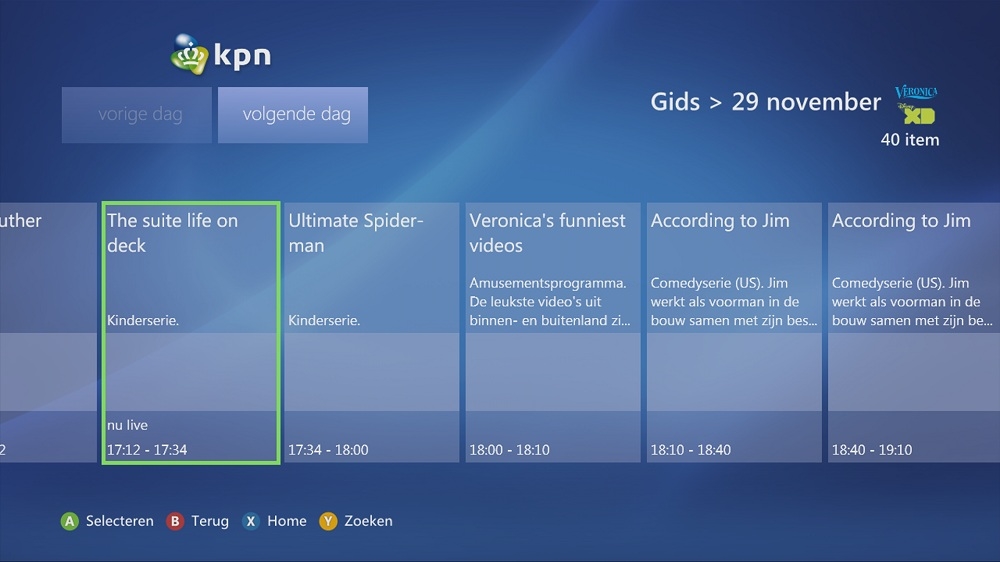 kpn
vorige dag
volgende dag
Gids > 29 november
VERONICA
Disney
XD
40 item
uther
2
The suite life on
deck
Kinderserie.
nu live
17:12 - 17:34
Ultimate Spider-
man
Kinderserie.
17:34 - 18:00
Veronica's funniest
videos
Amusementsprogramma.
De leukste video's uit
binnen- en buitenland zi...
18:00 - 18:10
According to Jim
Comedyserie (US). Jim
werkt als voorman in de
bouw samen met zijn bes...
18:10 - 18:40
According to Jim
Comedyserie (US). Jim
werkt als voorman in de
bouw samen met zijn be...
18:40 - 19:10
A Selecteren B Terug X Home Y Zoeken